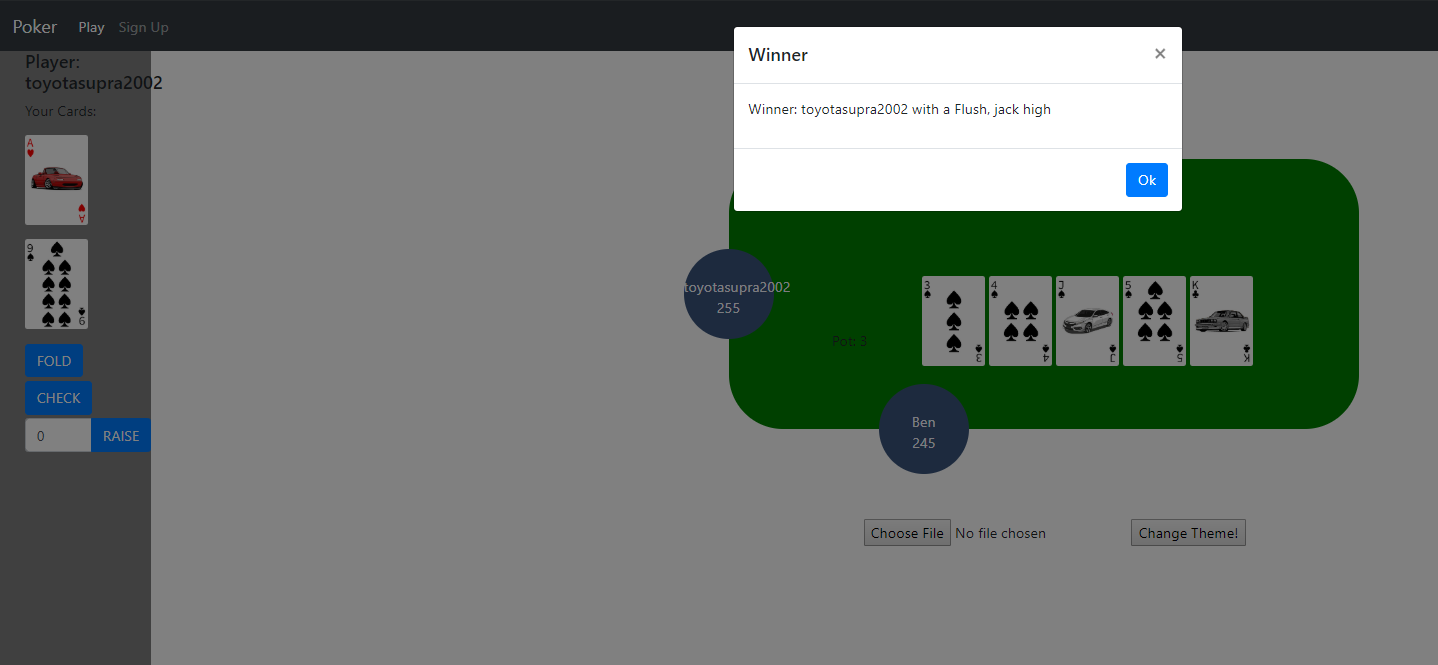 Poker Play Sign Up
Player:
toyotasupra2002
Your Cards:
A
A
9
9
FOLD
CHECK
0 RAISE
Winner ×
Winner: toyotasupra2002 with a Flush, jack high
Ok
toyotasupra2002
255
Pot: 3
3 4 J 5 K
3 4 J 5 K
Ben
245
Choose File No file chosen Change Theme!